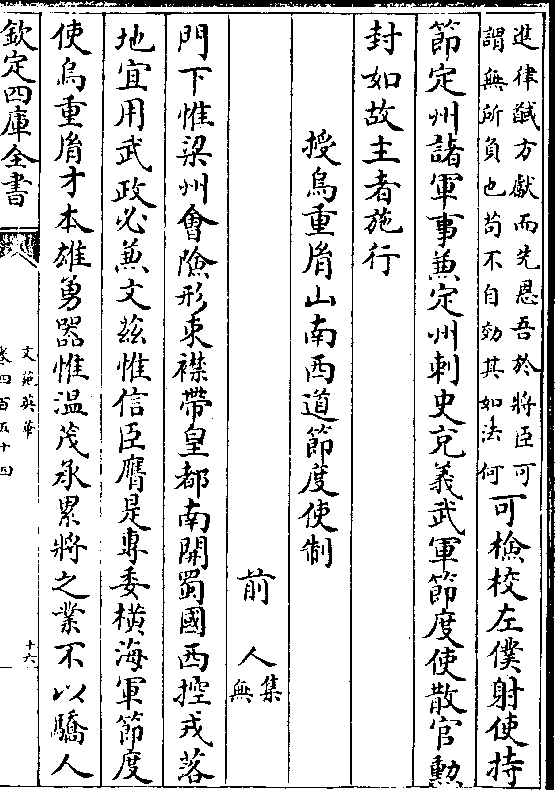 進律馘方獻而先恩吾於將臣可
謂無所負也苟不自効其如法何
可檢校左僕射使持
節定州諸軍事兼定州刺史充義武軍節度使散官勲
封如故主者施行
授烏重胤山南西道節度使制
前人
集
無
門下惟梁州會險形束襟帶皇都南開蜀國西控戎落
地宜用武政必兼文茲惟信臣膺是專委橫海軍節度
使烏重胤才本雄勇器惟温茂承累將之業不以驕人
欽定四庫全書
文苑英華
卷四百五十四
十六